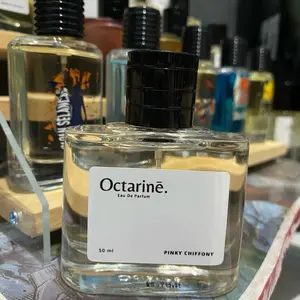 Octarinē.
Eau De Parfum
50 ml
PINKY CHIFFONY